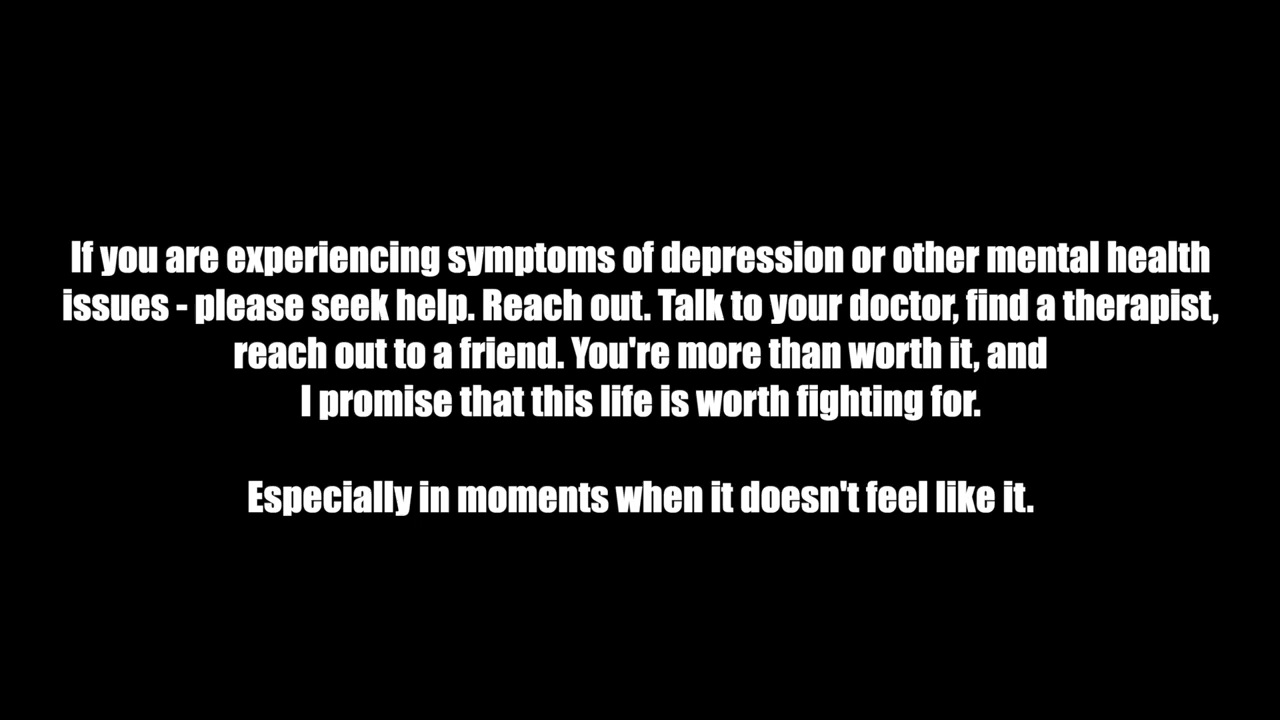 If you are experiencing symptoms of depression or other mental health
issues - please seek help. Reach out. Talk to your doctor, find a therapist,
reach out to a friend. You're more than worth it, and
I promise that this life is worth fighting for.
Especially in moments when it doesn't feel like it.